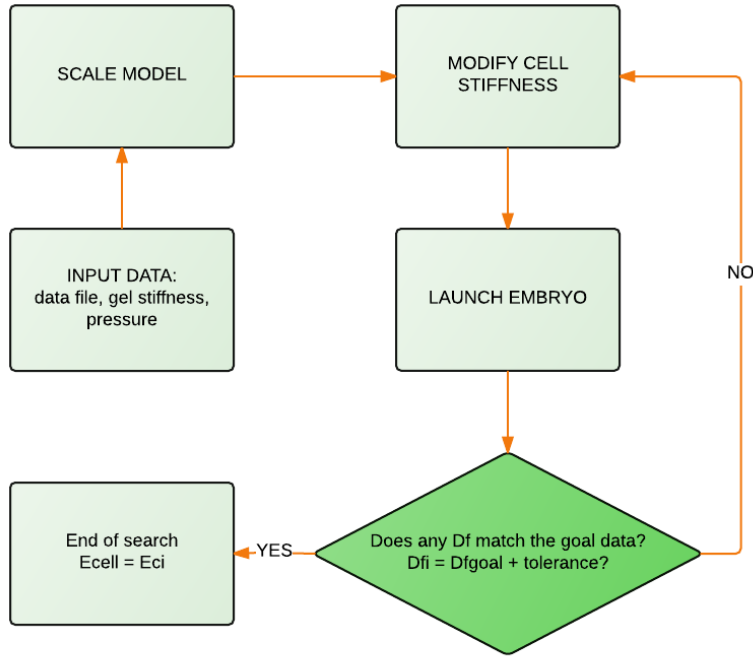 SCALE MODEL
MODIFY CELL
STIFFNESS
INPUT DATA:
data file, gel stiffness,
pressure
LAUNCH EMBRYO
NO
End of search
Ecell = Eci
YES
Does any Df match the goal data?
Dfi = Dfgoal + tolerance?